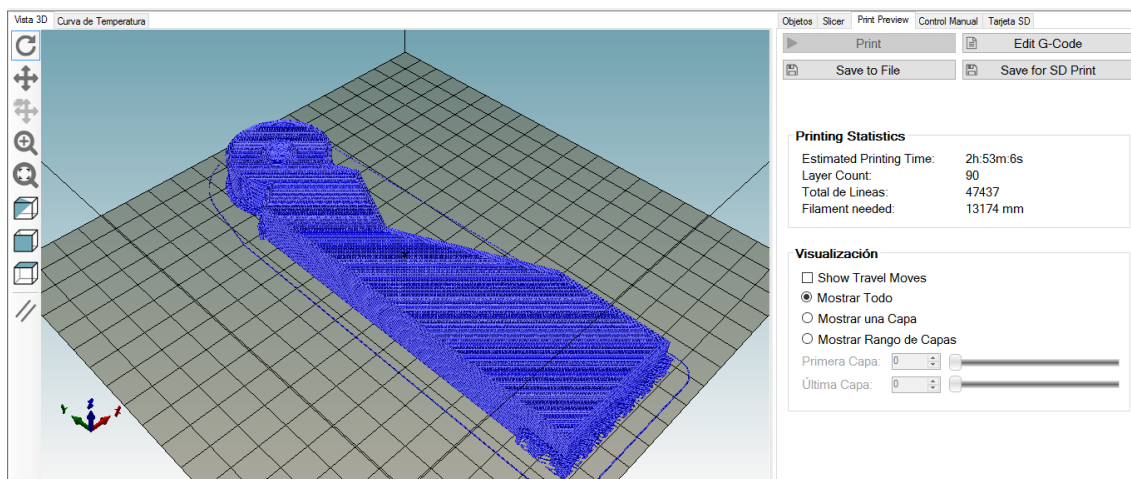 Vista 3D Curva de Temperatura
Objetos Slicer Print Preview Control Manual Tarjeta SD
Print Edit G-Code
Save to File Save for SD Print
Printing Statistics
Estimated Printing Time: 2h:53m:6s
Layer Count: 90
Total de Lineas: 47437
Filament needed: 13174 mm
Visualización
Show Travel Moves
Mostrar Todo
Mostrar una Capa
Mostrar Rango de Capas
Primera Capa: 0
Última Capa: 0